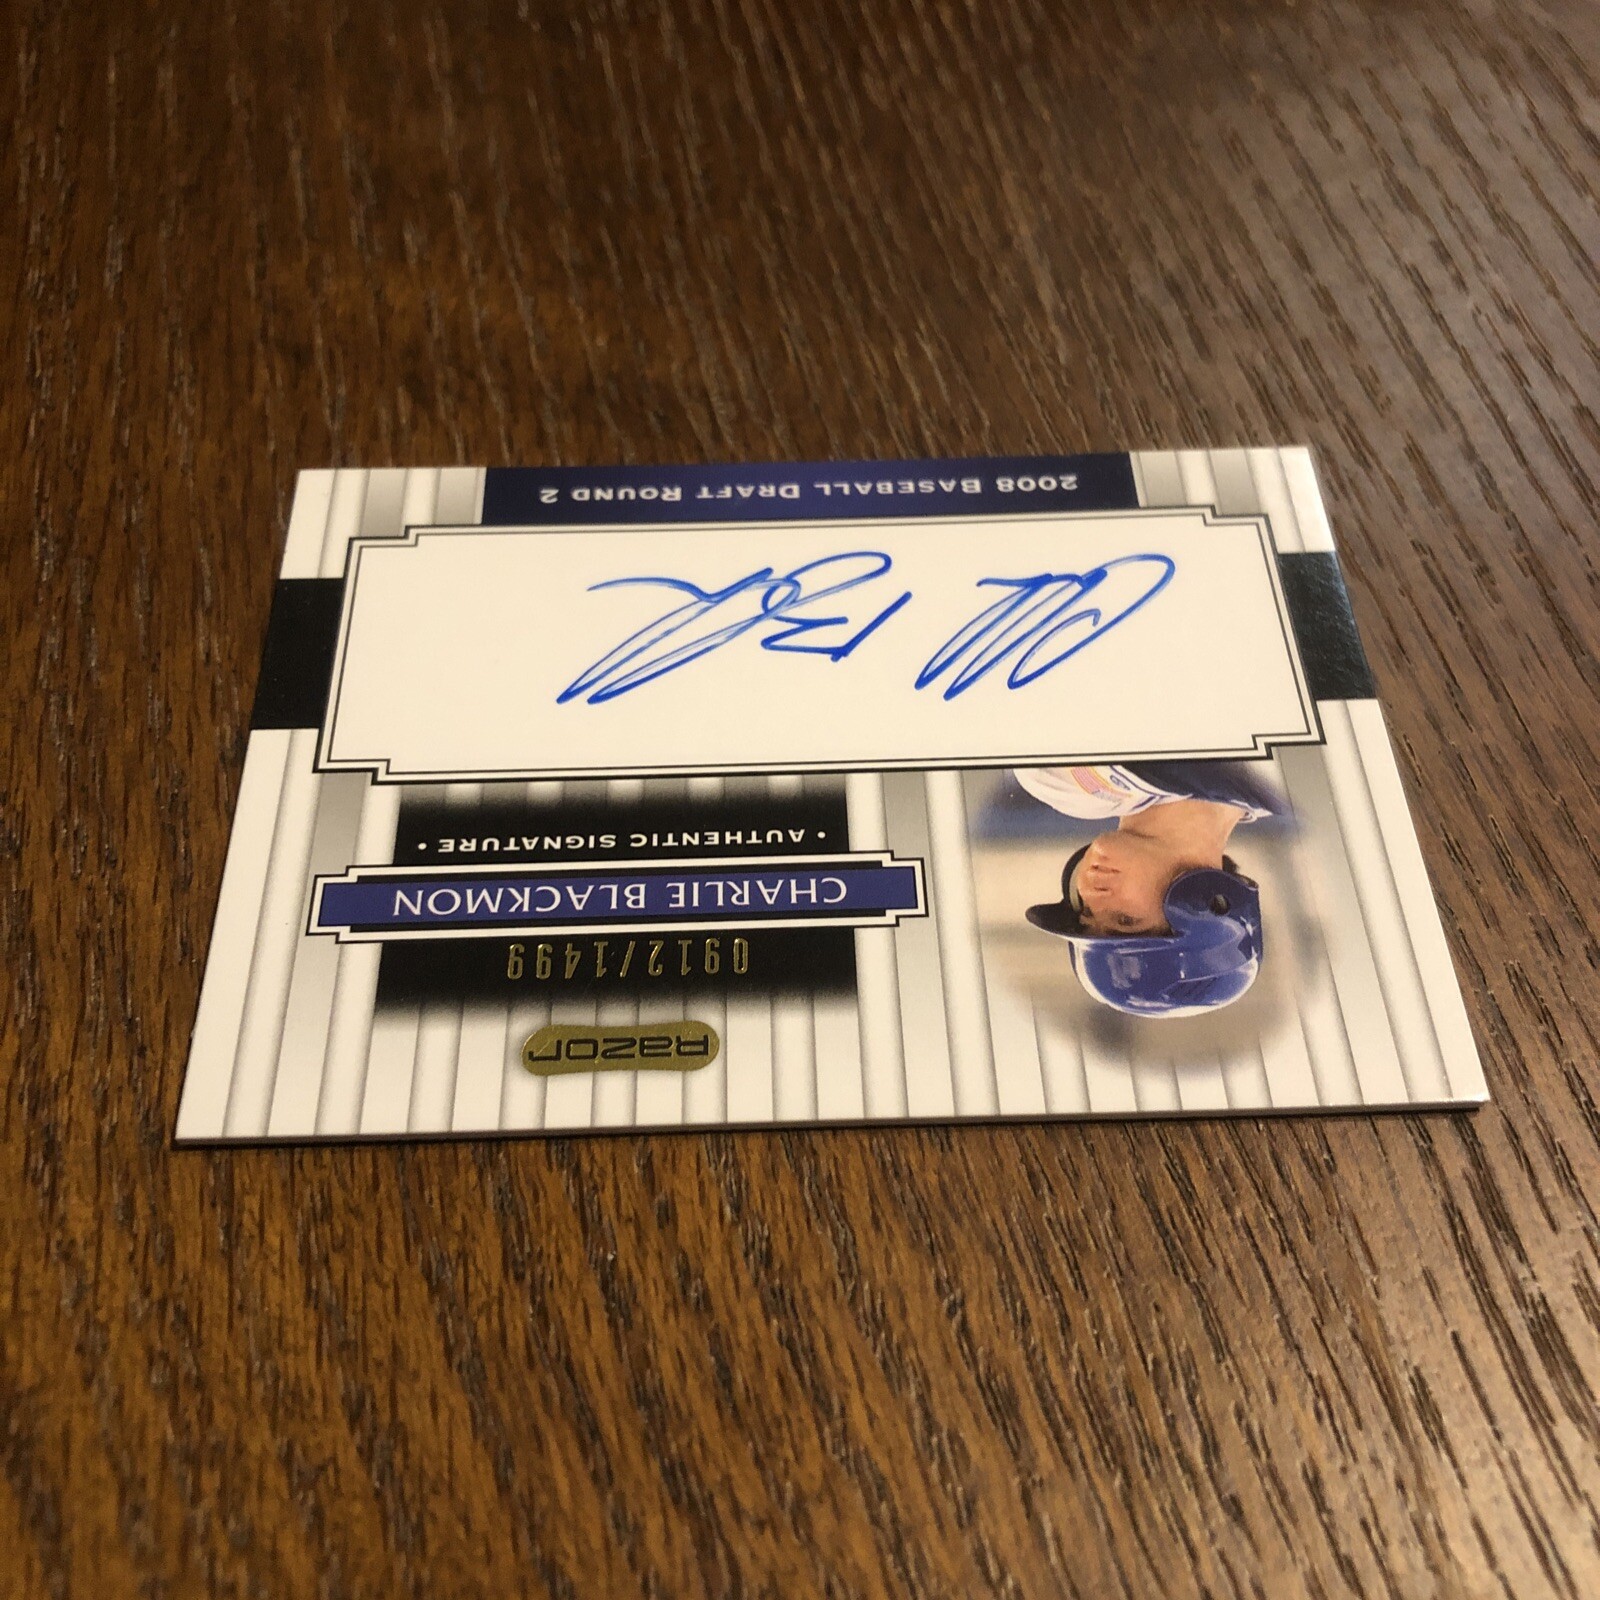 Razor
0912/1499
CHARLIE BLACKMON
• AUTHENTIC SIGNATURE •
2008 BASEBALL DRAFT ROUND 2